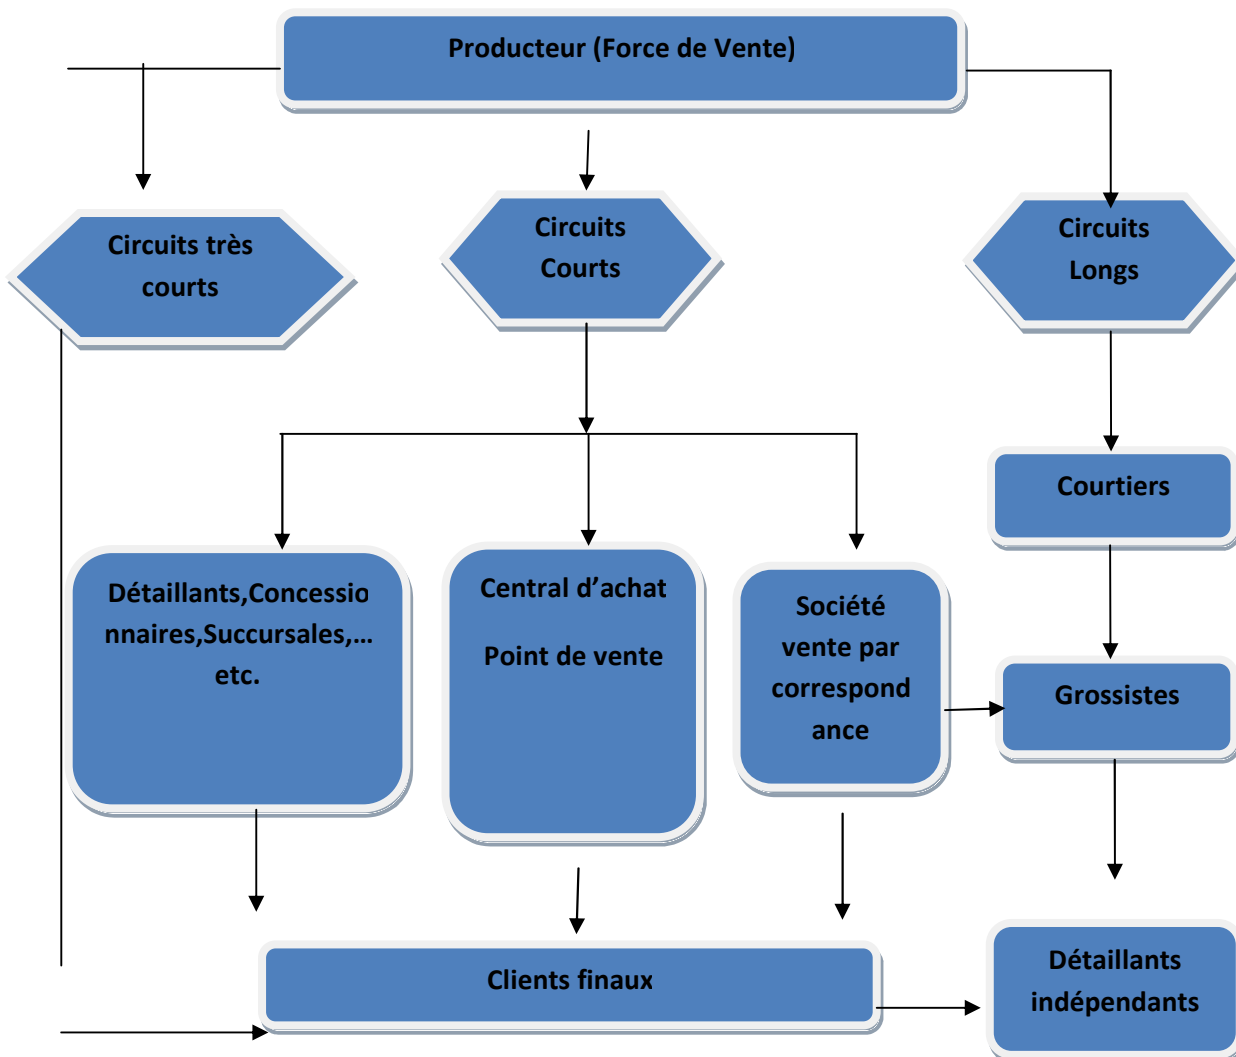 Producteur (Force de Vente)
Circuits très
courts
Circuits
Courts
Circuits
Longs
Courtiers
Détaillants,Concessio
nnaires,Succursales,...
etc.
Central d’achat
Point de vente
Société
vente par
correspond
ance
Grossistes
Clients finaux
Détaillants
indépendants